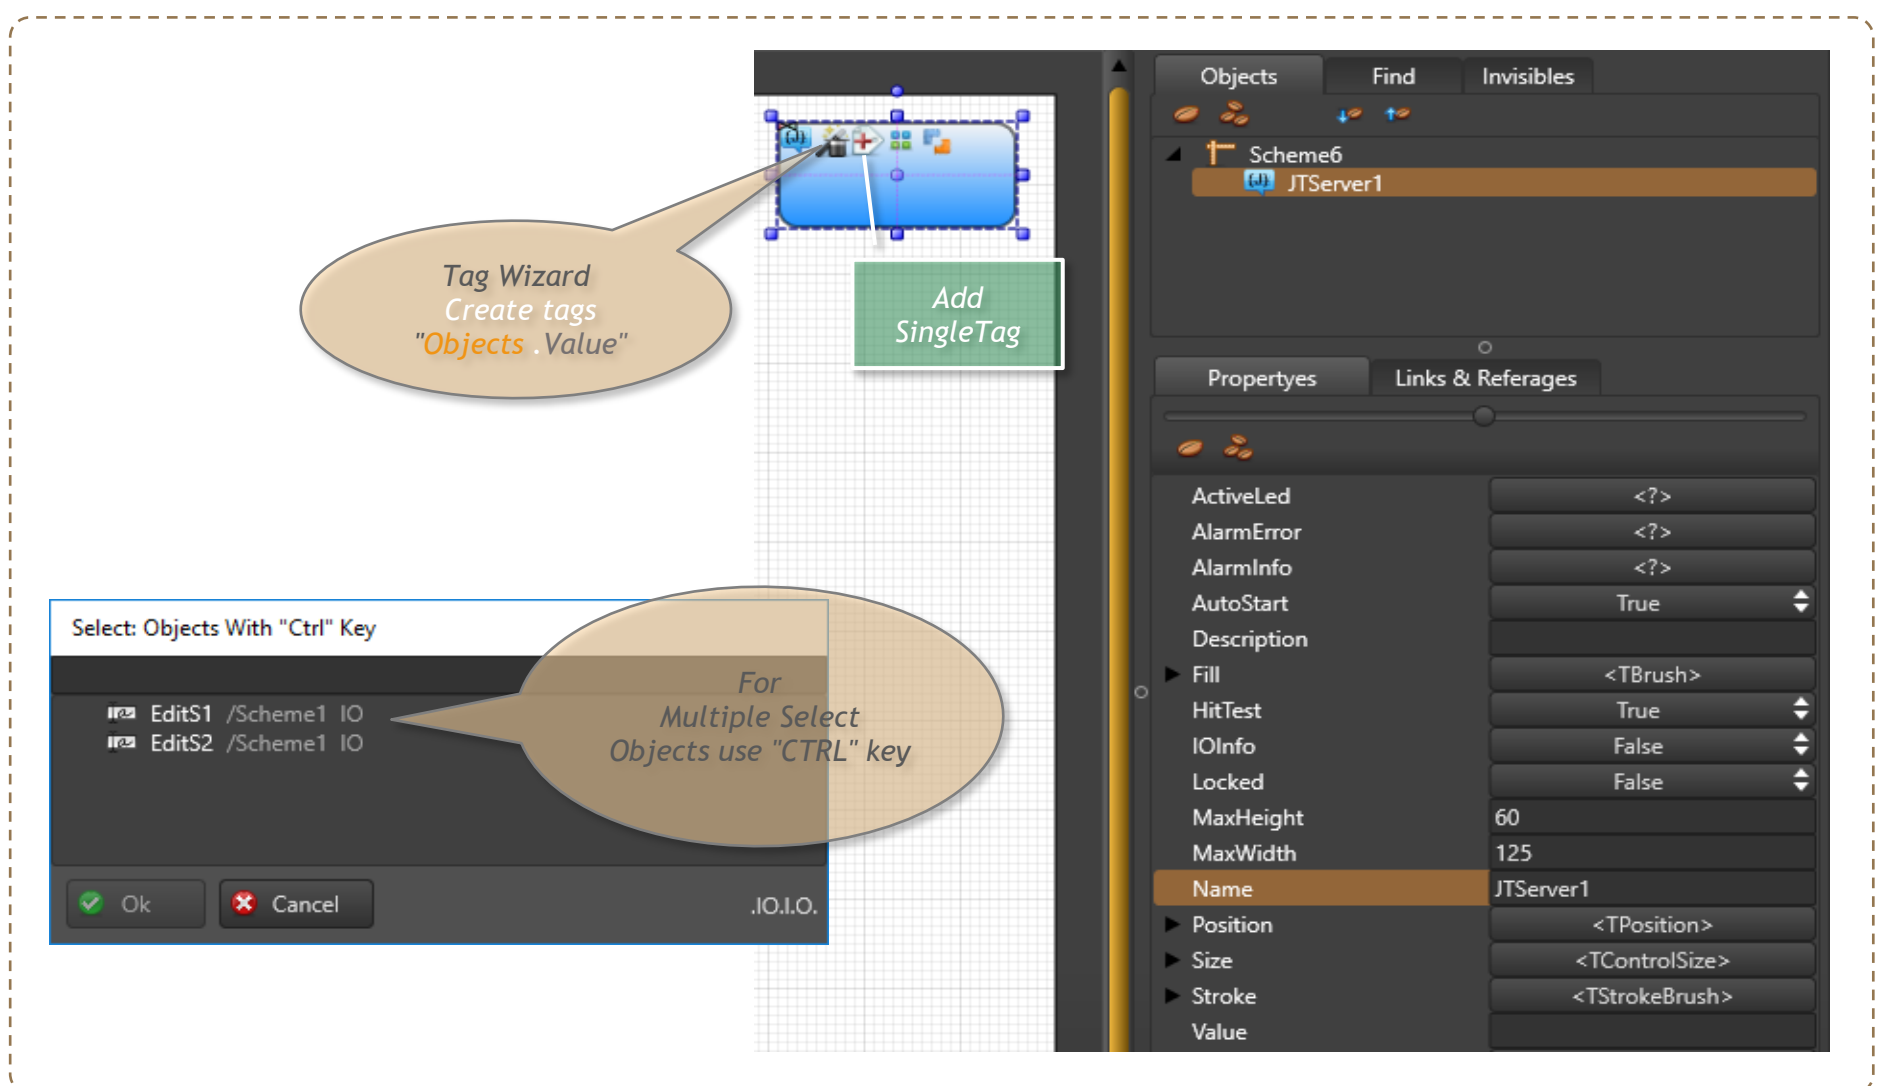 Objects
Find
Invisibles
Scheme6
JTServer1
Tag Wizard
Create tags
"Objects .Value"
Add
SingleTag
Propertyes
Links & Referages
ActiveLed <?>
AlarmError <?>
AlarmInfo <?>
AutoStart True
Description
Fill <TBrush>
HitTest True
IOInfo False
Locked False
MaxHeight 60
MaxWidth 125
Name JTServer1
Position <TPosition>
Size <TControlSize>
Stroke <TStrokeBrush>
Value
Select: Objects With "Ctrl" Key
EditS1 /Scheme1 IO
EditS2 /Scheme1 IO
For
Multiple Select
Objects use "CTRL" key
Ok
Cancel
.IO.I.O.